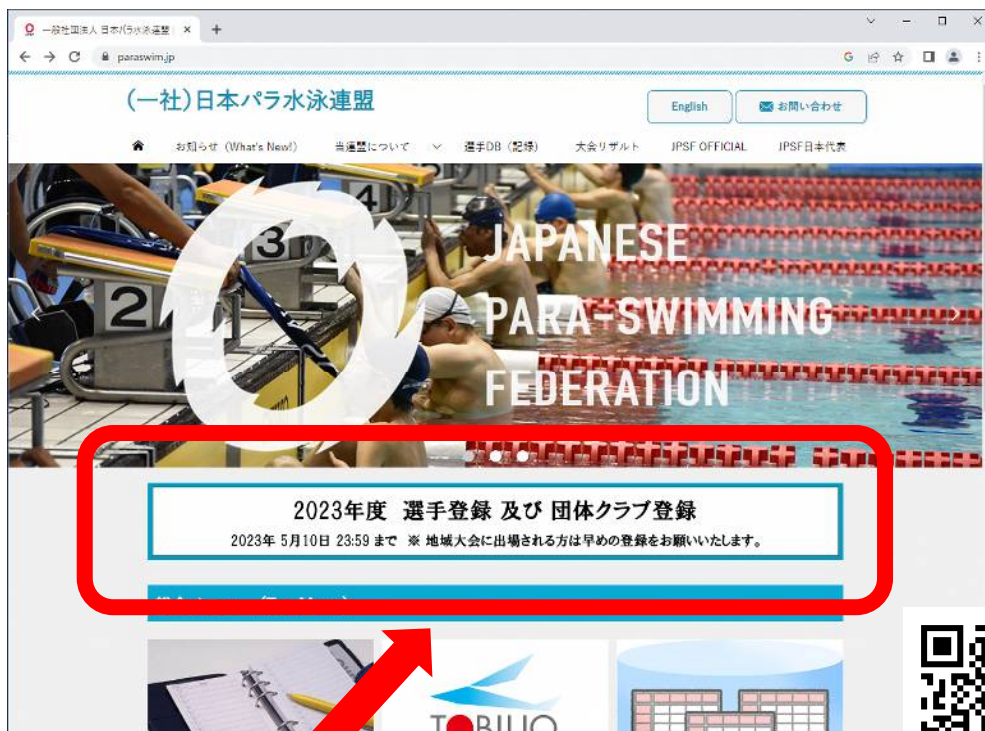 一般社団法人 日本パラ水泳連盟
paraswim.jp
(一社)日本パラ水泳連盟
English
お問い合わせ
お知らせ (What's New!)
当連盟について
選手DB (記録)
大会リザルト
JPSF OFFICIAL
JPSF日本代表
4
3
2
JAPANESE
PARA-SWIMMING
FEDERATION
2023年度 選手登録 及び 団体クラブ登録
2023年 5月10日 23:59 まで ※ 地域大会に出場される方は早めの登録をお願いいたします。
TOBIUO